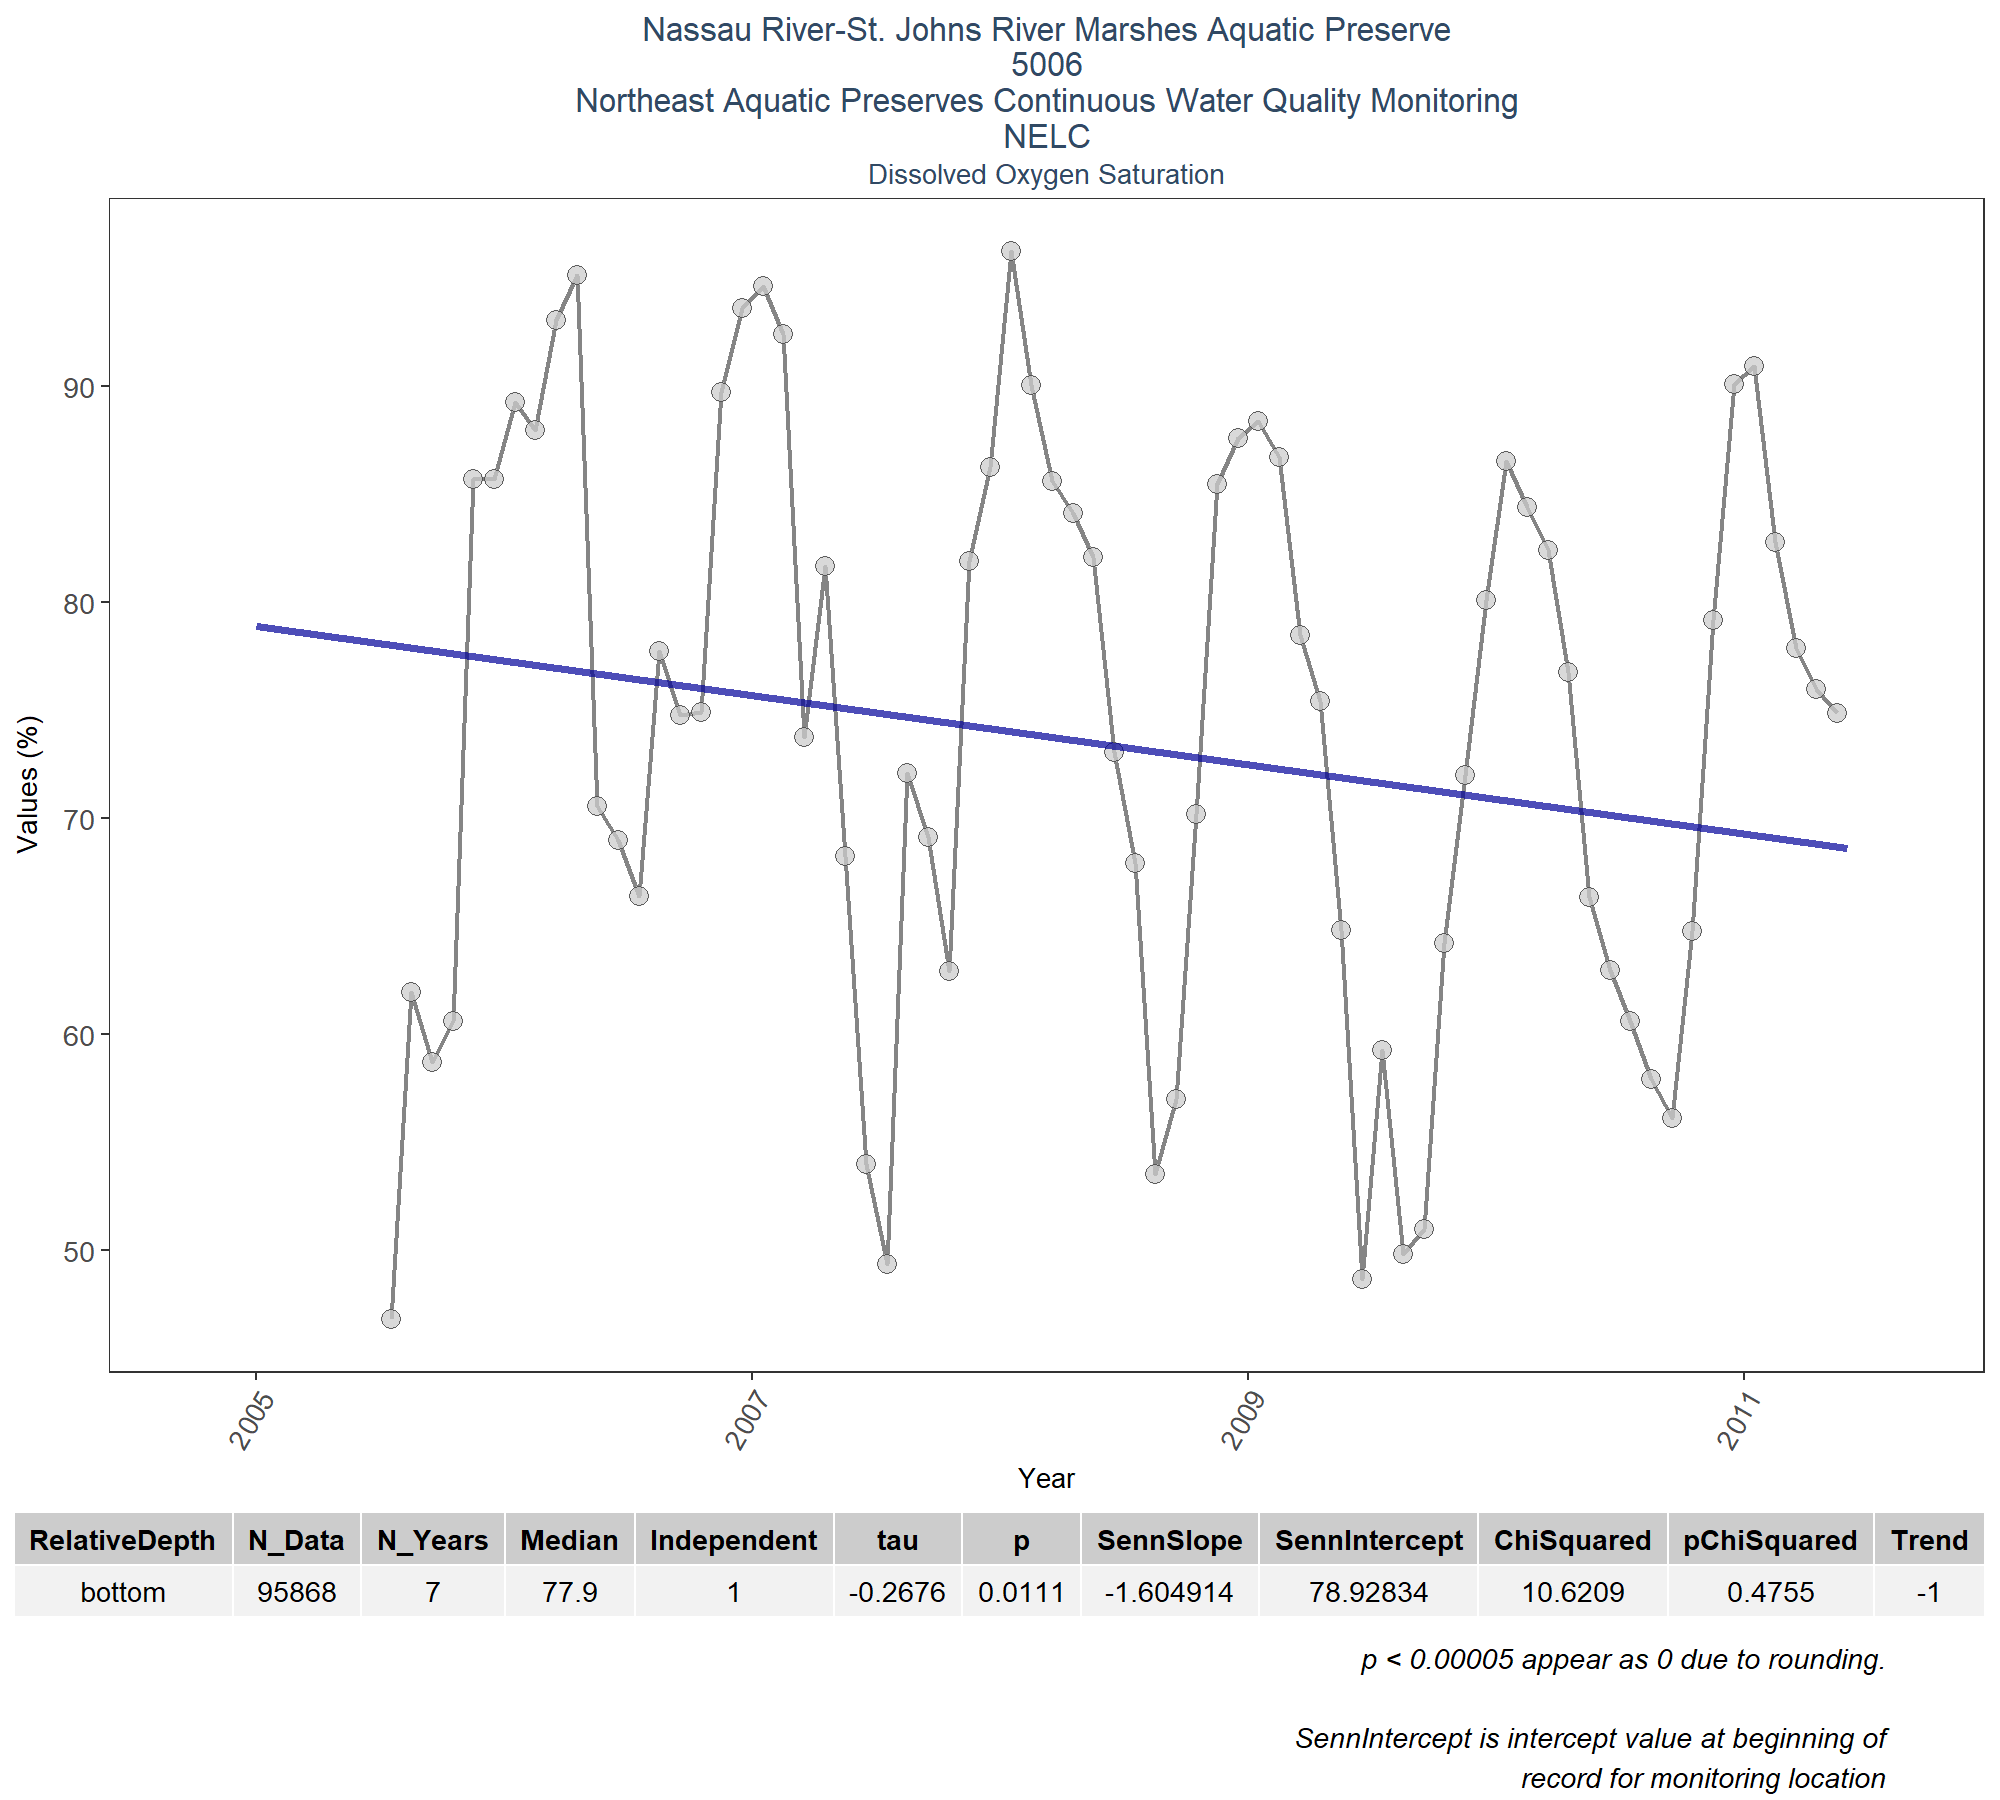 Nassau River-St. Johns River Marshes Aquatic Preserve
5006
Northeast Aquatic Preserves Continuous Water Quality Monitoring
NELC
Dissolved Oxygen Saturation
90
80
70
60
50
Values (%)
2005 2007 2009 2011
Year
RelativeDepth N_Data N_Years Median Independent tau p SennSlope SennIntercept ChiSquared pChiSquared Trend
bottom 95868 7 77.9 1 -0.2676 0.0111 -1.604914 78.92834 10.6209 0.4755 -1
p < 0.00005 appear as 0 due to rounding.
SennIntercept is intercept value at beginning of
record for monitoring location